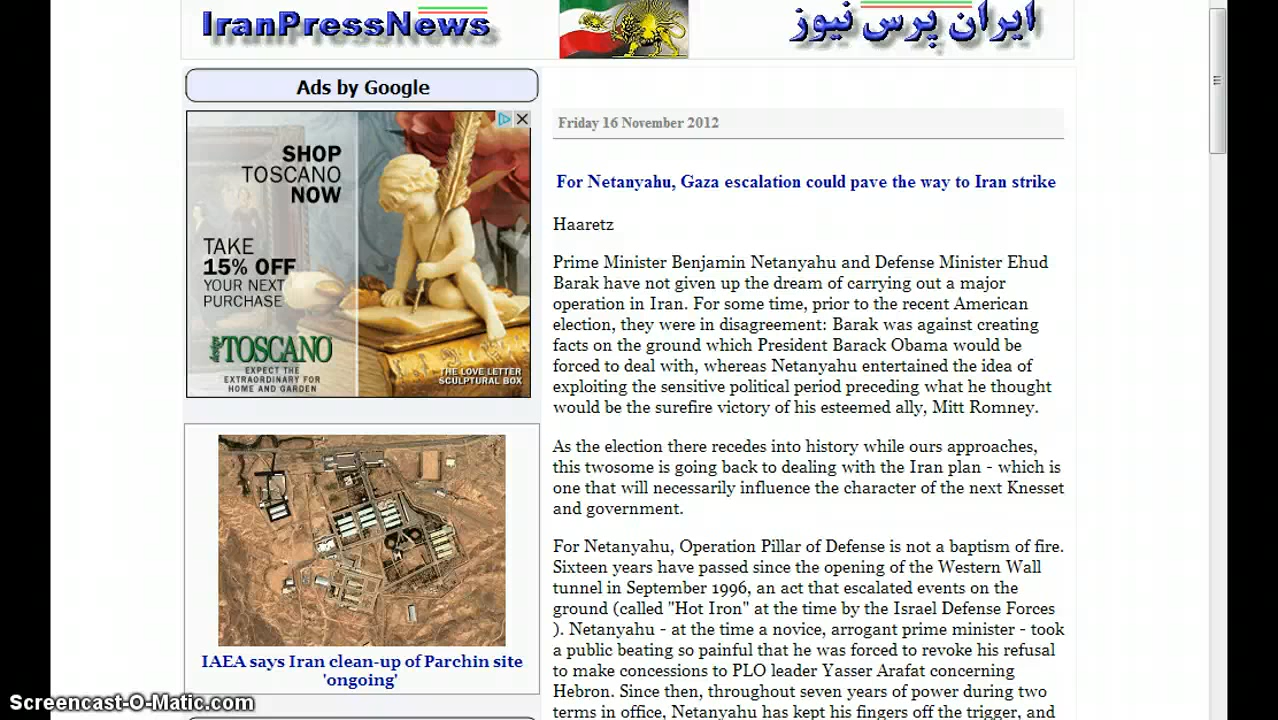 IranPressNews
ایران پرس نیوز
Ads by Google
SHOP
TOSCANO
NOW
TAKE
15% OFF
YOUR NEXT
PURCHASE
design
TOSCANO
EXPECT THE
EXTRAORDINARY FOR
HOME AND GARDEN
THE LOVE LETTER
SCULPTURAL BOX
IAEA says Iran clean-up of Parchin site
'ongoing'
Friday 16 November 2012
For Netanyahu, Gaza escalation could pave the way to Iran strike
Haaretz
Prime Minister Benjamin Netanyahu and Defense Minister Ehud
Barak have not given up the dream of carrying out a major
operation in Iran. For some time, prior to the recent American
election, they were in disagreement: Barak was against creating
facts on the ground which President Barack Obama would be
forced to deal with, whereas Netanyahu entertained the idea of
exploiting the sensitive political period preceding what he thought
would be the surefire victory of his esteemed ally, Mitt Romney.
As the election there recedes into history while ours approaches,
this twosome is going back to dealing with the Iran plan - which is
one that will necessarily influence the character of the next Knesset
and government.
For Netanyahu, Operation Pillar of Defense is not a baptism of fire.
Sixteen years have passed since the opening of the Western Wall
tunnel in September 1996, an act that escalated events on the
ground (called "Hot Iron" at the time by the Israel Defense Forces
). Netanyahu - at the time a novice, arrogant prime minister - took
a public beating so painful that he was forced to revoke his refusal
to make concessions to PLO leader Yasser Arafat concerning
Hebron. Since then, throughout seven years of power during two
terms in office, Netanyahu has kept his fingers off the trigger, and
Screencast-O-Matic.com